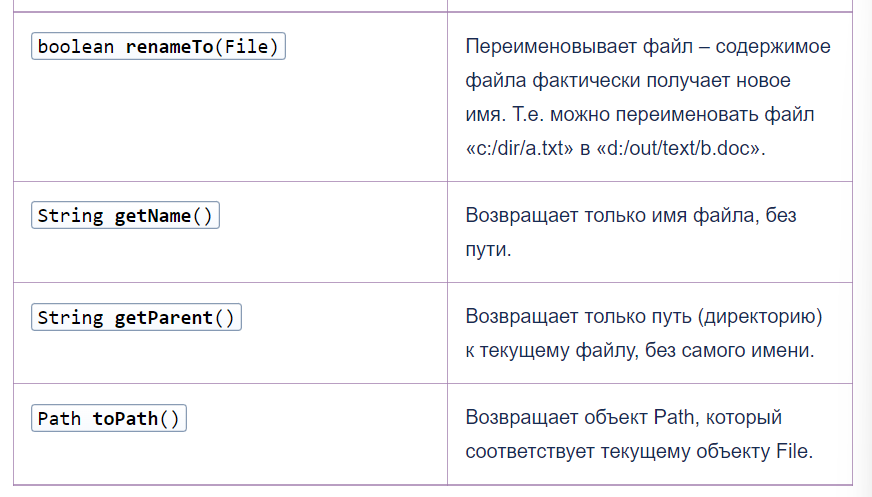 boolean renameTo(File)
Переименовывает файл – содержимое
файла фактически получает новое
имя. Т.е. можно переименовать файл
«c:/dir/a.txt» в «d:/out/text/b.doc».
String getName()
Возвращает только имя файла, без
пути.
String getParent()
Возвращает только путь (директорию)
к текущему файлу, без самого имени.
Path toPath()
Возвращает объект Path, который
соответствует текущему объекту File.